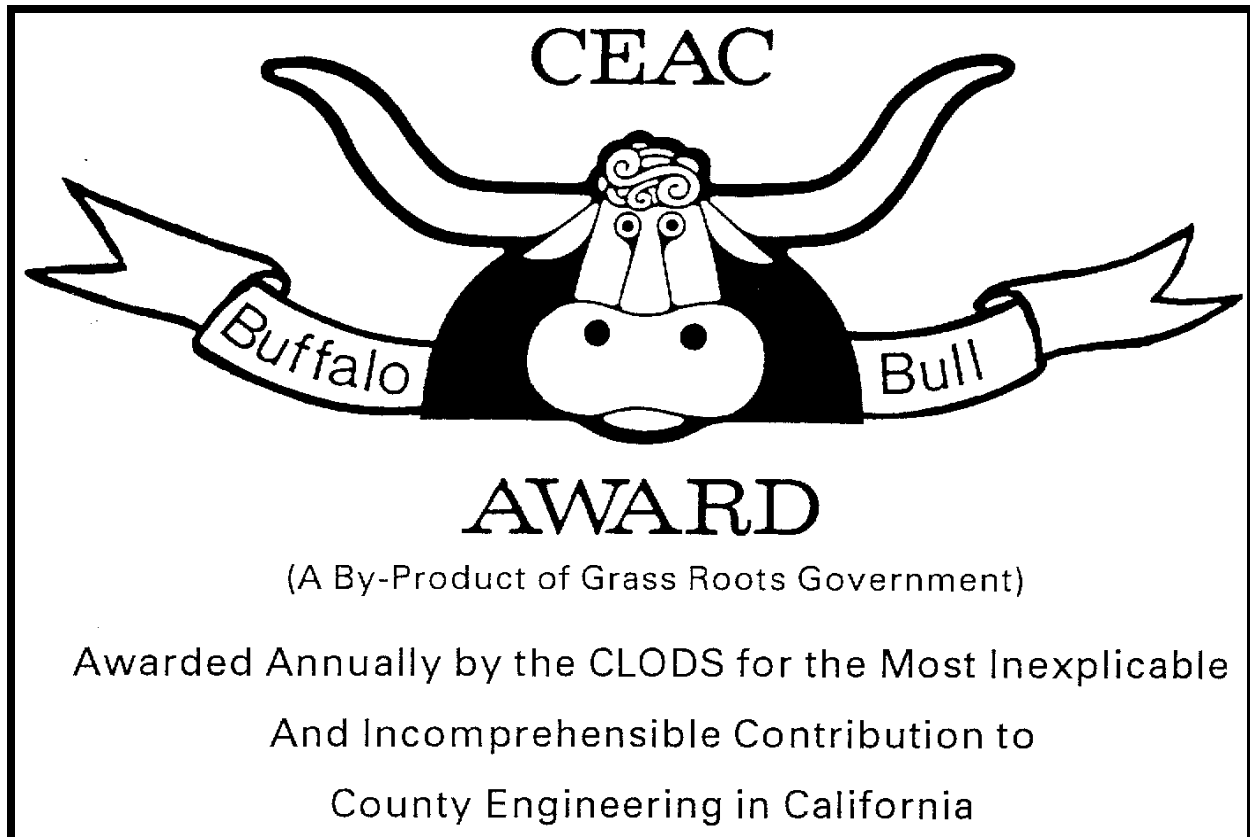 CEAC
Buffalo Bull
AWARD
(A By-Product of Grass Roots Government)
Awarded Annually by the CLODS for the Most Inexplicable
And Incomprehensible Contribution to
County Engineering in California